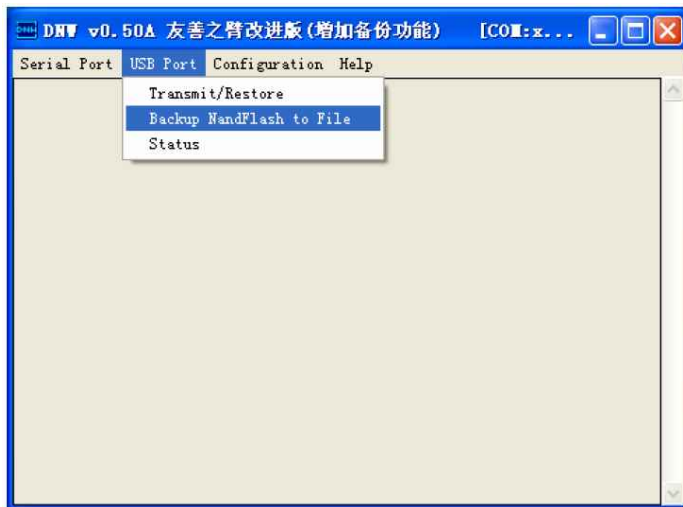 DNW v0.50A 友善之臂改进版(增加备份功能) [COM:x...
Serial Port USB Port Configuration Help
Transmit/Restore
Backup NandFlash to File
Status